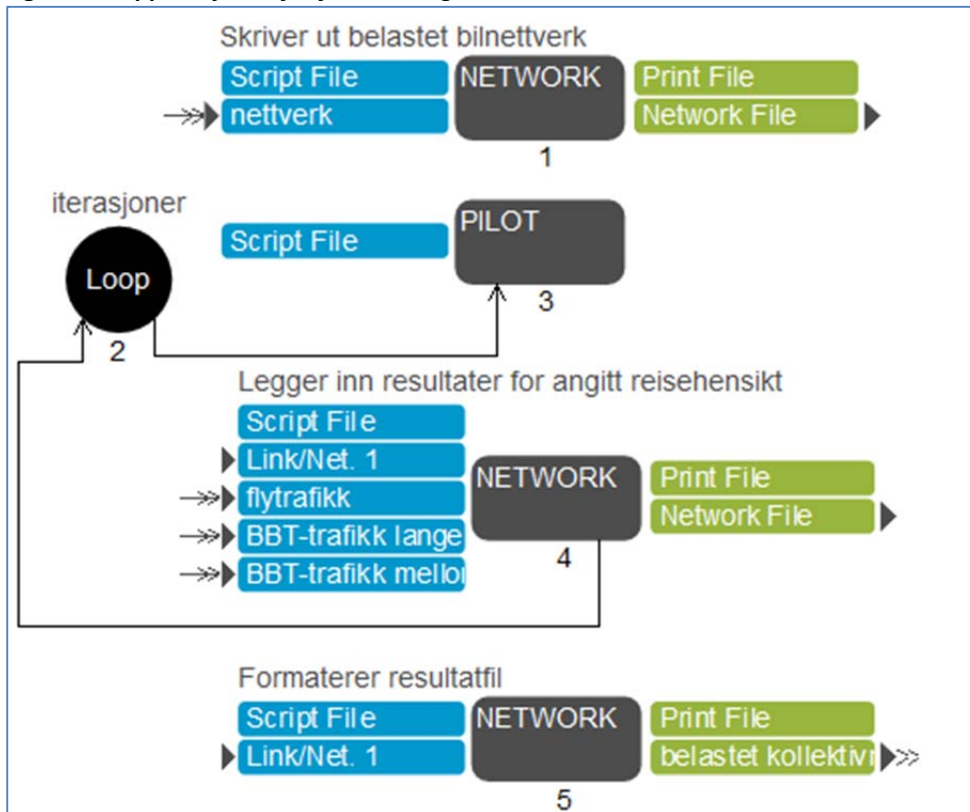 Skriver ut belastet bilnettverk
Script File NETWORK Print File
nettverk Network File
1
iterasjoner
PILOT
Script File
Loop
3
2
Legger inn resultater for angitt reisehensikt
Script File
Link/Net. 1 NETWORK Print File
flytrafikk Network File
BBT-trafikk lange
BBT-trafikk mellor
4
Formaterer resultatfil
Script File NETWORK Print File
Link/Net. 1 belastet kollektivr
5